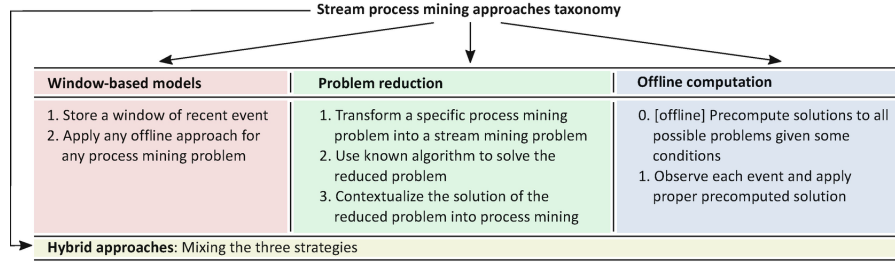 Stream process mining approaches taxonomy
Window-based models
1. Store a window of recent event
2. Apply any offline approach for
any process mining problem
Problem reduction
1. Transform a specific process mining
problem into a stream mining problem
2. Use known algorithm to solve the
reduced problem
3. Contextualize the solution of the
reduced problem into process mining
Offline computation
0. [offline] Precompute solutions to all
possible problems given some
conditions
1. Observe each event and apply
proper precomputed solution
Hybrid approaches: Mixing the three strategies